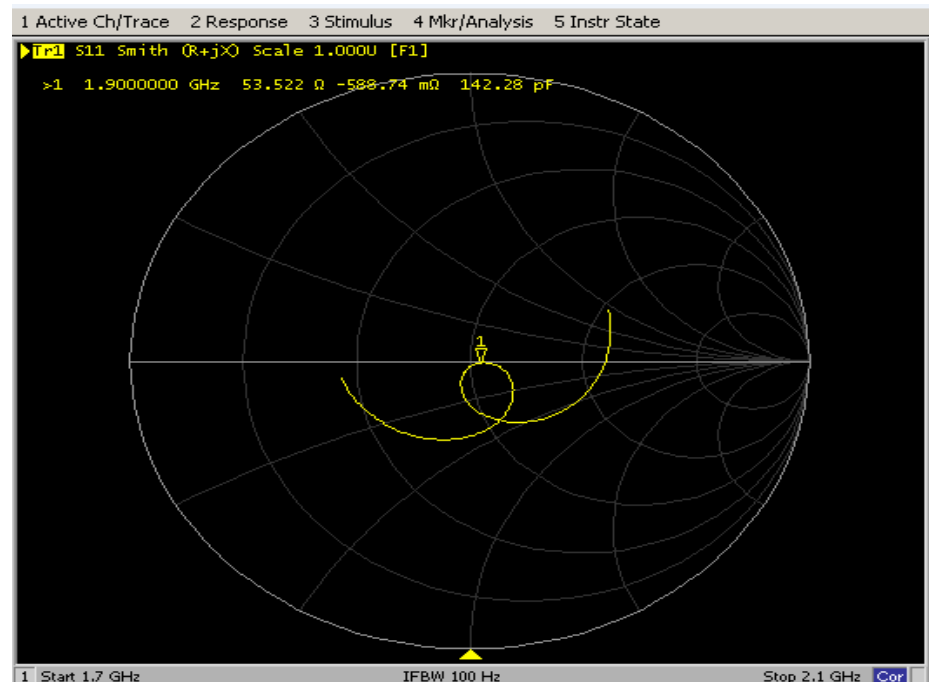 1 Active Ch/Trace 2 Response 3 Stimulus 4 Mkr/Analysis 5 Instr State
Tr1 S11 Smith (R+jX) Scale 1.000U [F1]
>1 1.9000000 GHz 53.522 Ω -588.74 mΩ 142.28 pF
1
1 Start 1.7 GHz IFBW 100 Hz Stop 2.1 GHz Cor